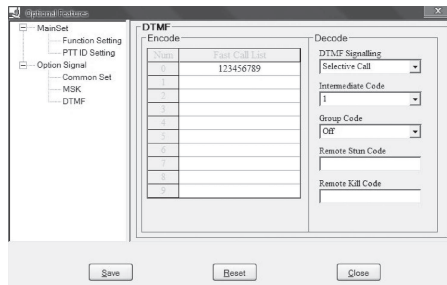 Optional Features
MainSet
Function Setting
PTT ID Setting
Option Signal
Common Set
MSK
DTMF
DTMF
Encode
Num Fast Call List
0 123456789
1
2
3
4
5
6
7
8
9
Decode
DTMF Signalling
Selective Call
Intermediate Code
1
Group Code
Off
Remote Stun Code
Remote Kill Code
Save Reset Close